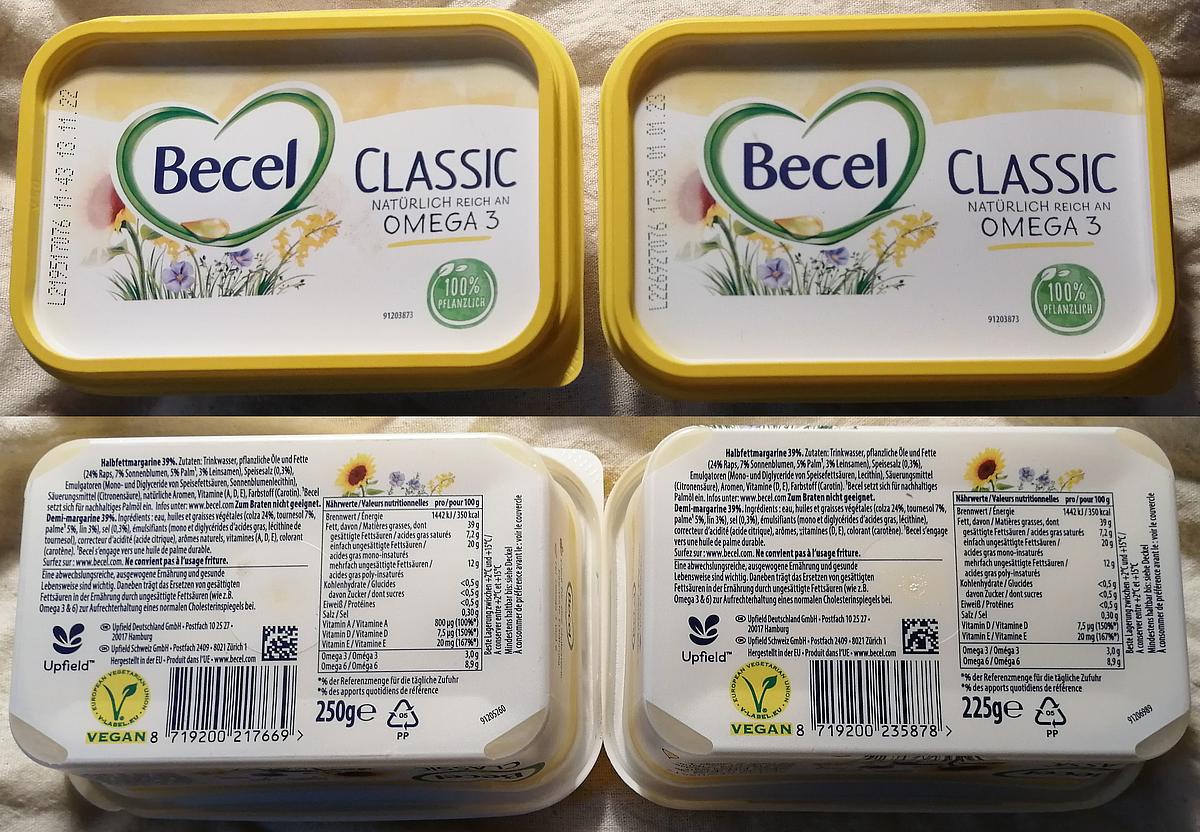 L219517076 11:43 13.11.22
Becel
CLASSIC
NATÜRLICH REICH AN
OMEGA 3
100%
PFLANZLICH
91203873
L226927076 17:38 01.01.23
Becel
CLASSIC
NATÜRLICH REICH AN
OMEGA 3
100%
PFLANZLICH
91203873
Halbfettmargarine 39%. Zutaten: Trinkwasser, pflanzliche Öle und Fette
(24% Raps, 7% Sonnenblumen, 5% Palm¹, 3% Leinsamen), Speisesalz (0,3%),
Emulgatoren (Mono- und Diglyceride von Speisefettsäuren, Sonnenblumenlecithin),
Säuerungsmittel (Citronensäure), natürliche Aromen, Vitamine (A, D, E), Farbstoff (Carotin). ¹Becel
setzt sich für nachhaltiges Palmöl ein. Infos unter: www.becel.com Zum Braten nicht geeignet.
Demi-margarine 39%. Ingrédients : eau, huiles et graisses végétales (colza 24%, tournesol 7%,
palme¹ 5%, lin 3%), sel (0,3%), émulsifiants (mono et diglycérides d'acides gras, lécithine de
tournesol), correcteur d'acidité (acide citrique), arômes naturels, vitamines (A, D, E), colorant
(carotène). ¹Becel s'engage vers une huile de palme durable.
Surfez sur : www.becel.com. Ne convient pas à l'usage friture.
Eine abwechslungsreiche, ausgewogene Ernährung und gesunde
Lebensweise sind wichtig. Daneben trägt das Ersetzen von gesättigten
Fettsäuren in der Ernährung durch ungesättigte Fettsäuren (wie z.B.
Omega 3 & 6) zur Aufrechterhaltung eines normalen Cholesterinspiegels bei.
Upfield™
Upfield Deutschland GmbH • Postfach 10 25 27 •
20017 Hamburg
Upfield Schweiz GmbH • Postfach 2409 • 8021 Zürich 1
Hergestellt in der EU • Produit dans l'UE • www.becel.com
EUROPEAN VEGETARIAN UNION
V-LABEL.EU
VEGAN
8 719200 217669 >
Nährwerte/Valeurs nutritionnelles pro/pour 100 g
Brennwert / Énergie 1442 kJ / 350 kcal
Fett, davon / Matières grasses, dont 39 g
gesättigte Fettsäuren / acides gras saturés 7,2 g
einfach ungesättigte Fettsäuren / 20 g
acides gras mono-insaturés
mehrfach ungesättigte Fettsäuren / 12 g
acides gras poly-insaturés
Kohlenhydrate / Glucides <0,5 g
davon Zucker / dont sucres <0,5 g
Eiweiß / Protéines <0,5 g
Salz / Sel 0,30 g
Vitamin A / Vitamine A 800 µg (100%*)
Vitamin D / Vitamine D 7,5 µg (150%*)
Vitamin E / Vitamine E 20 mg (167%*)
Omega 3 / Oméga 3 3,0 g
Omega 6 / Oméga 6 8,9 g
*% der Referenzmenge für die tägliche Zufuhr
*% des apports quotidiens de référence
250g e
05
PP
91205760
Beste Lagerung zwischen +2°C und +15°C/
À conserver entre +2°C et +15°C
Mindestens haltbar bis: siehe Deckel
À consommer de préférence avant le : voir le couvercle
Becel
CLASSIC
Halbfettmargarine 39%. Zutaten: Trinkwasser, pflanzliche Öle und Fette
(24% Raps, 7% Sonnenblumen, 5% Palm¹, 3% Leinsamen), Speisesalz (0,3%),
Emulgatoren (Mono- und Diglyceride von Speisefettsäuren, Lecithin), Säuerungsmittel
(Citronensäure), Aromen, Vitamine (D, E), Farbstoff (Carotin). ¹Becel setzt sich für nachhaltiges
Palmöl ein. Infos unter: www.becel.com Zum Braten nicht geeignet.
Demi-margarine 39%. Ingrédients : eau, huiles et graisses végétales (colza 24%, tournesol 7%,
palme¹ 5%, lin 3%), sel (0,3%), émulsifiants (mono et diglycérides d'acides gras, lécithine),
correcteur d'acidité (acide citrique), arômes, vitamines (D, E), colorant (carotène). ¹Becel s'engage
vers une huile de palme durable.
Surfez sur : www.becel.com. Ne convient pas à l'usage friture.
Eine abwechslungsreiche, ausgewogene Ernährung und gesunde
Lebensweise sind wichtig. Daneben trägt das Ersetzen von gesättigten
Fettsäuren in der Ernährung durch ungesättigte Fettsäuren (wie z.B.
Omega 3 & 6) zur Aufrechterhaltung eines normalen Cholesterinspiegels bei.
Upfield™
Upfield Deutschland GmbH • Postfach 10 25 27 •
20017 Hamburg
Upfield Schweiz GmbH • Postfach 2409 • 8021 Zürich 1
Hergestellt in der EU • Produit dans l'UE • www.becel.com
EUROPEAN VEGETARIAN UNION
V-LABEL.EU
VEGAN
8 719200 235878 >
Nährwerte/Valeurs nutritionnelles pro/pour 100 g
Brennwert / Énergie 1442 kJ / 350 kcal
Fett, davon / Matières grasses, dont 39 g
gesättigte Fettsäuren / acides gras saturés 7,2 g
einfach ungesättigte Fettsäuren / 20 g
acides gras mono-insaturés
mehrfach ungesättigte Fettsäuren / 12 g
acides gras poly-insaturés
Kohlenhydrate / Glucides <0,5 g
davon Zucker / dont sucres <0,5 g
Eiweiß / Protéines <0,5 g
Salz / Sel 0,30 g
Vitamin D / Vitamine D 7,5 µg (150%*)
Vitamin E / Vitamine E 20 mg (167%*)
Omega 3 / Oméga 3 3,0 g
Omega 6 / Oméga 6 8,9 g
*% der Referenzmenge für die tägliche Zufuhr
*% des apports quotidiens de référence
225g e
05
PP
91206989
Beste Lagerung zwischen +2°C und +15°C/
À conserver entre +2°C et +15°C
Mindestens haltbar bis: siehe Deckel
À consommer de préférence avant le : voir le couvercle